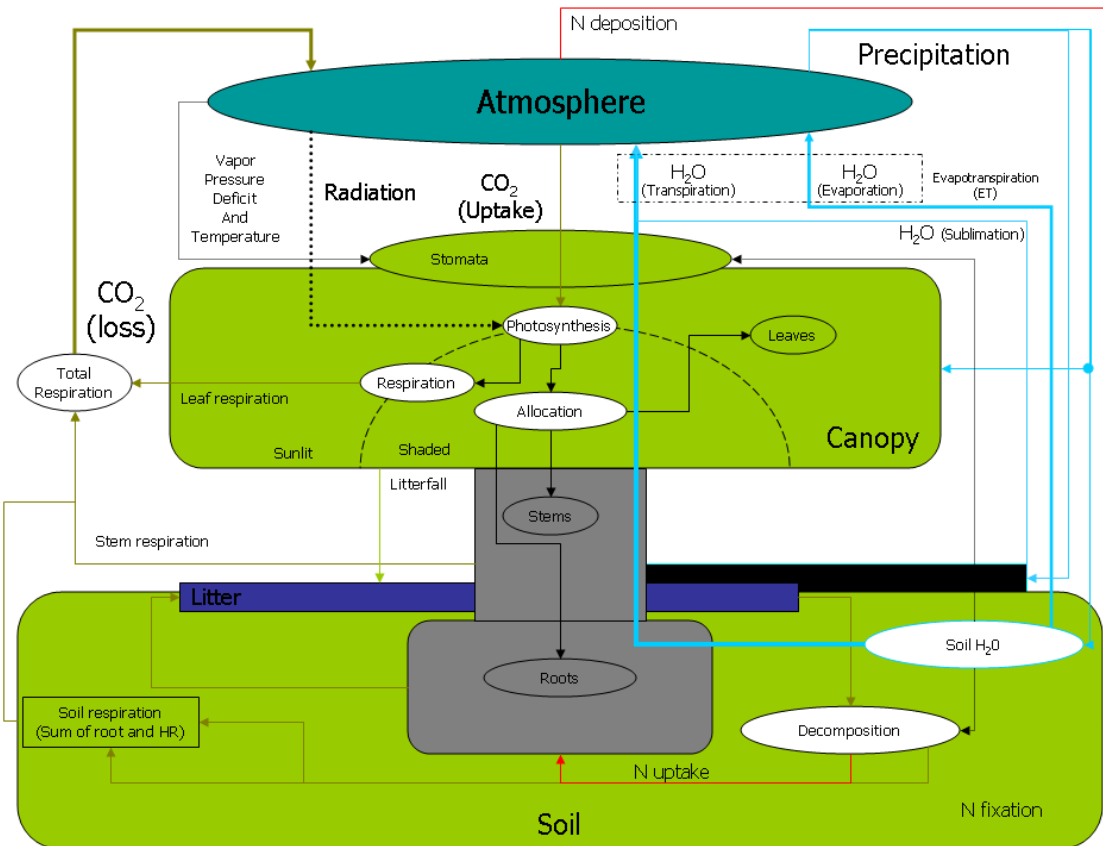 N deposition
Precipitation
Atmosphere
Vapor
Pressure
Deficit
And
Temperature
Radiation
CO₂
(Uptake)
H₂O
(Transpiration)
H₂O
(Evaporation)
Evapotranspiration
(ET)
H₂O (Sublimation)
Stomata
CO₂
(loss)
Photosynthesis
Leaves
Total
Respiration
Respiration
Leaf respiration
Allocation
Canopy
Sunlit
Shaded
Litterfall
Stems
Stem respiration
Litter
Soil H₂0
Roots
Soil respiration
(Sum of root and HR)
Decomposition
N uptake
N fixation
Soil